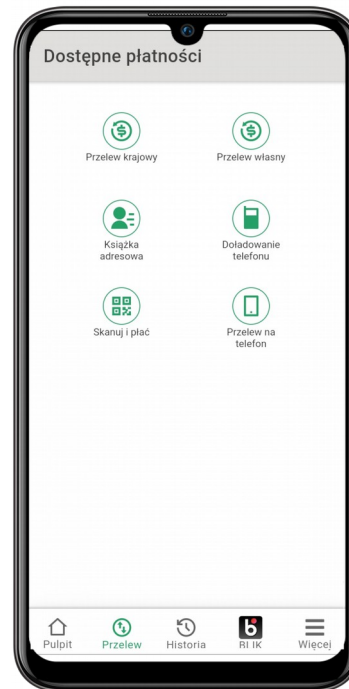 Dostępne płatności
Przelew krajowy
Przelew własny
Książka
adresowa
Doładowanie
telefonu
Skanuj i płać
Przelew na
telefon
Pulpit
Przelew
Historia
BLIK
Więcej